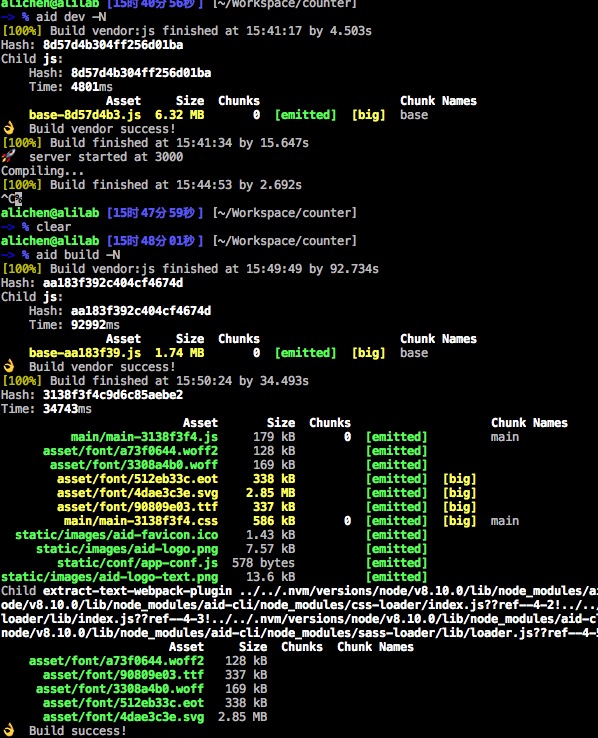 alichen@alilab [15时40分56秒] [~/Workspace/counter]
-> % aid dev -N
[100%] Build vendor:js finished at 15:41:17 by 4.503s
Hash: 8d57d4b304ff256d01ba
Child js:
Hash: 8d57d4b304ff256d01ba
Time: 4801ms
Asset Size Chunks Chunk Names
base-8d57d4b3.js 6.32 MB 0 [emitted] [big] base
👌 Build vendor success!
[100%] Build finished at 15:41:34 by 15.647s
🚀 server started at 3000
Compiling...
[100%] Build finished at 15:44:53 by 2.692s
^C
alichen@alilab [15时47分59秒] [~/Workspace/counter]
-> % clear
alichen@alilab [15时48分01秒] [~/Workspace/counter]
-> % aid build -N
[100%] Build vendor:js finished at 15:49:49 by 92.734s
Hash: aa183f392c404cf4674d
Child js:
Hash: aa183f392c404cf4674d
Time: 92992ms
Asset Size Chunks Chunk Names
base-aa183f39.js 1.74 MB 0 [emitted] [big] base
👌 Build vendor success!
[100%] Build finished at 15:50:24 by 34.493s
Hash: 3138f3f4c9d6c85aebe2
Time: 34743ms
Asset Size Chunks Chunk Names
main/main-3138f3f4.js 179 kB 0 [emitted] main
asset/font/a73f0644.woff2 128 kB [emitted]
asset/font/3308a4b0.woff 169 kB [emitted]
asset/font/512eb33c.eot 338 kB [emitted] [big]
asset/font/4dae3c3e.svg 2.85 MB [emitted] [big]
asset/font/90809e03.ttf 337 kB [emitted] [big]
main/main-3138f3f4.css 586 kB 0 [emitted] [big] main
static/images/aid-favicon.ico 1.43 kB [emitted]
static/images/aid-logo.png 7.57 kB [emitted]
static/conf/app-conf.js 578 bytes [emitted]
static/images/aid-logo-text.png 13.6 kB [emitted]
Child extract-text-webpack-plugin ../../.nvm/versions/node/v8.10.0/lib/node_modules/ai
ode/v8.10.0/lib/node_modules/aid-cli/node_modules/css-loader/index.js??ref--4-2!../..
loader/lib/index.js??ref--4-3!../../.nvm/versions/node/v8.10.0/lib/node_modules/aid-cl
node/v8.10.0/lib/node_modules/aid-cli/node_modules/sass-loader/lib/loader.js??ref--4-
Asset Size Chunks Chunk Names
asset/font/a73f0644.woff2 128 kB
asset/font/90809e03.ttf 337 kB
asset/font/3308a4b0.woff 169 kB
asset/font/512eb33c.eot 338 kB
asset/font/4dae3c3e.svg 2.85 MB
👌 Build success!